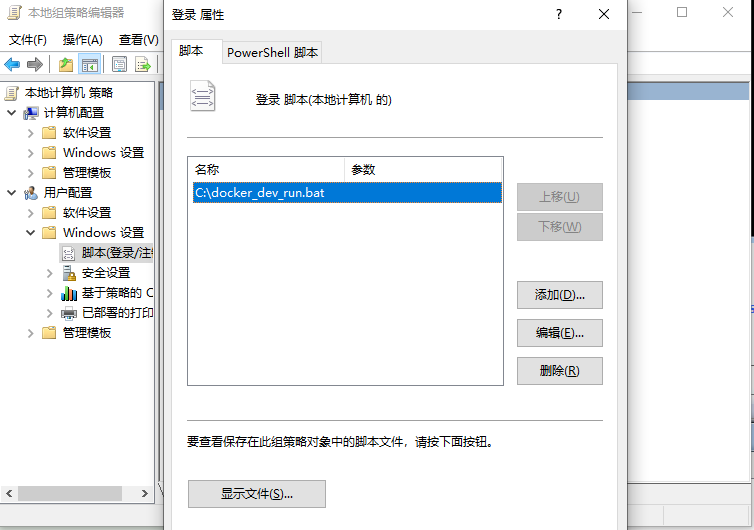 本地组策略编辑器
文件(F) 操作(A) 查看(V)
本地计算机 策略
计算机配置
软件设置
Windows 设置
管理模板
用户配置
软件设置
Windows 设置
脚本(登录/注
安全设置
基于策略的
已部署的打印
管理模板
登录 属性
?
脚本
PowerShell 脚本
登录 脚本(本地计算机 的)
名称 参数
C:\docker_dev_run.bat
上移(U)
下移(W)
添加(D)...
编辑(E)...
删除(R)
要查看保存在此组策略对象中的脚本文件，请按下面按钮。
显示文件(S)...